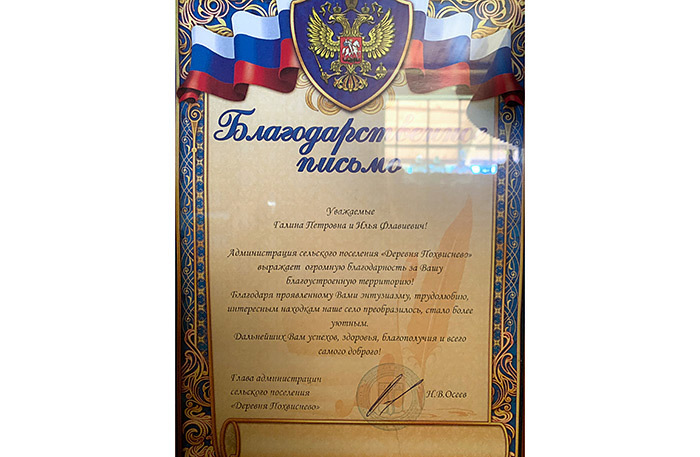 Благодарственное
письмо
Уважаемые
Галина Петровна и Илья Флавиевич!
Администрация сельского поселения «Деревня Похвиснево»
выражает огромную благодарность за Вашу
благоустроенную территорию!
Благодаря проявленному Вами энтузиазму, трудолюбию,
интересным находкам наше село преобразилось, стало более
уютным.
Дальнейших Вам успехов, здоровья, благополучия и всего
самого доброго!
Глава администрации
сельского поселения
«Деревня Похвиснево»
Н.В.Осеев